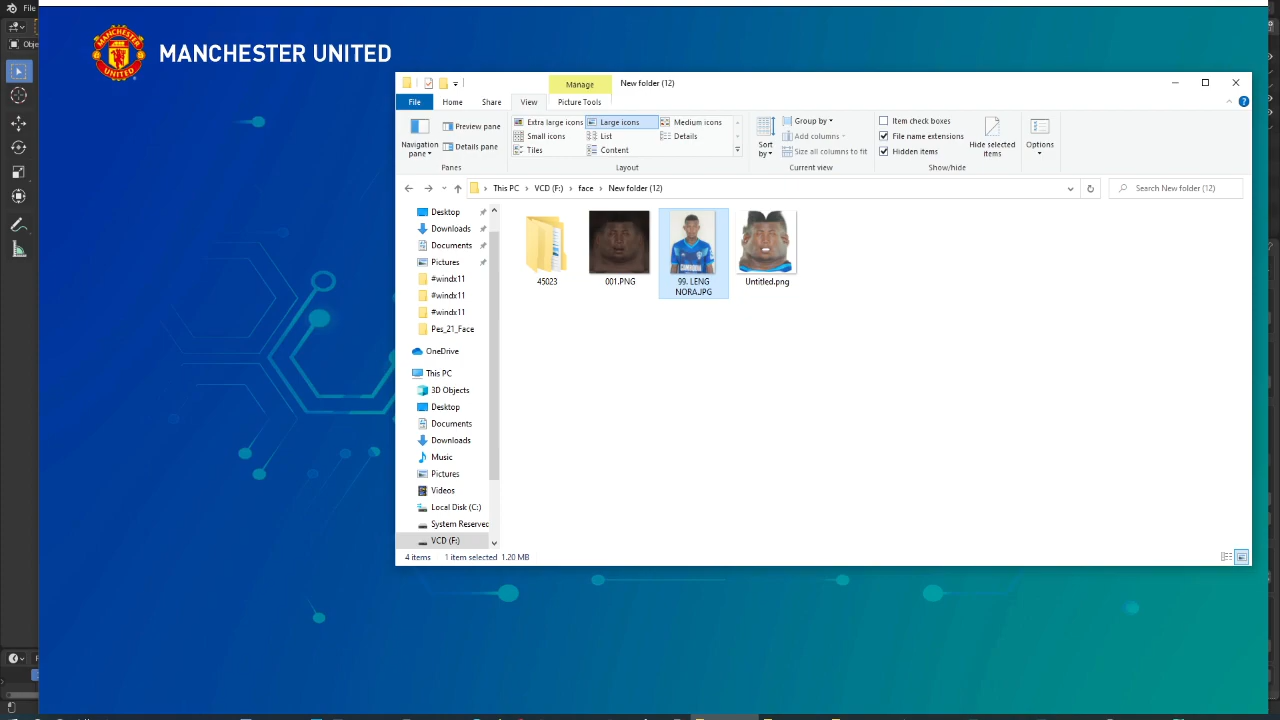 File
Obje
MANCHESTER UNITED
MANCHESTER
UNITED
Manage
New folder (12)
File
Home
Share
View
Picture Tools
Navigation pane
Preview pane
Details pane
Panes
Extra large icons
Large icons
Medium icons
Small icons
List
Details
Tiles
Content
Layout
Sort by
Group by
Add columns
Size all columns to fit
Current view
Item check boxes
File name extensions
Hidden items
Hide selected items
Show/hide
Options
This PC
VCD (F:)
face
New folder (12)
Search New folder (12)
Desktop
Downloads
Documents
Pictures
#windx11
#windx11
#windx11
Pes_21_Face
OneDrive
This PC
3D Objects
Desktop
Documents
Downloads
Music
Pictures
Videos
Local Disk (C:)
System Reserved
VCD (F:)
45023
001.PNG
CAMBODIA
99. LENG
NORA.JPG
Untitled.png
4 items
1 item selected 1.20 MB